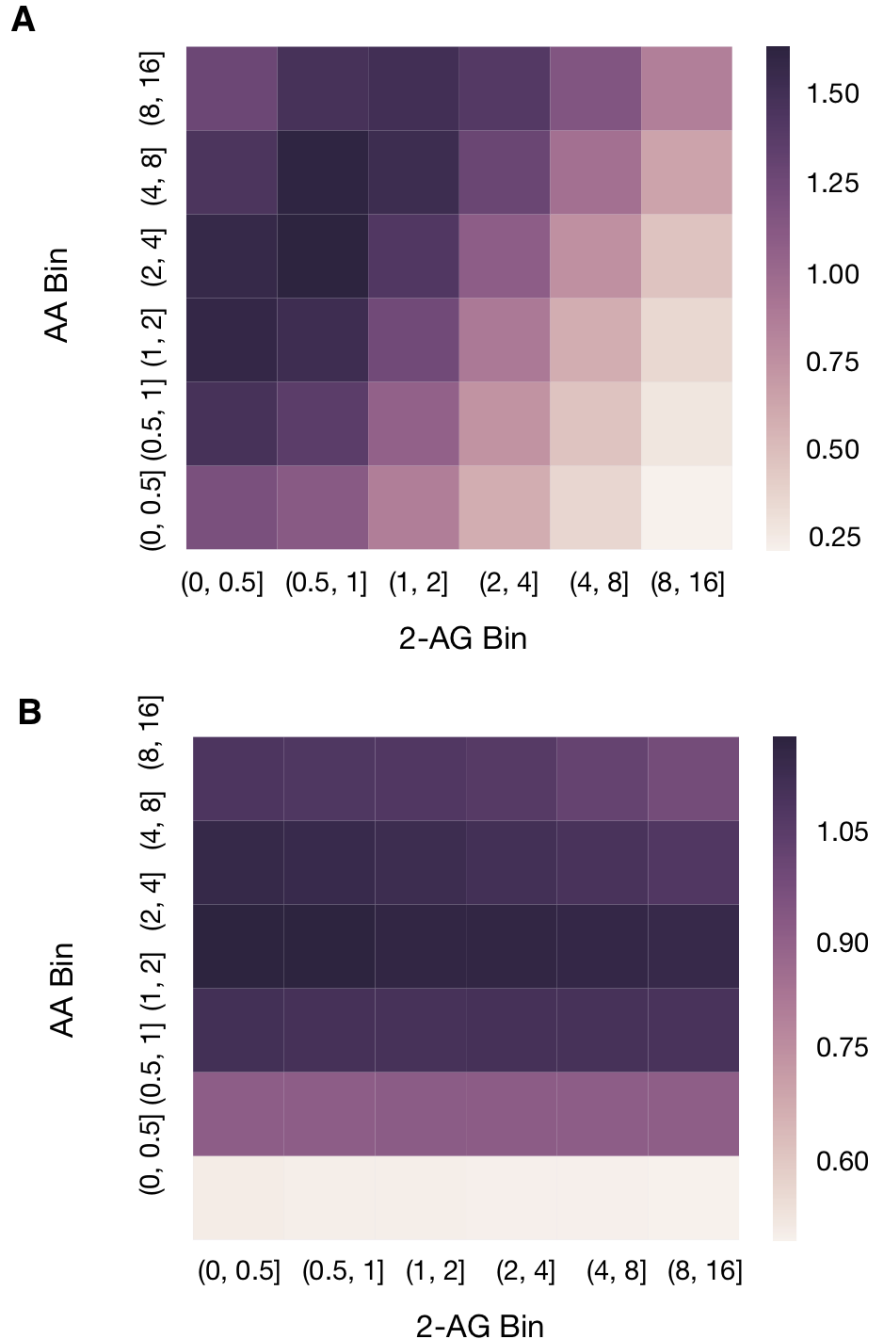 A
AA Bin
(8, 16]
(4, 8]
(2, 4]
(1, 2]
(0.5, 1]
(0, 0.5]
(0, 0.5] (0.5, 1] (1, 2] (2, 4] (4, 8] (8, 16]
2-AG Bin
1.50
1.25
1.00
0.75
0.50
0.25
B
AA Bin
(8, 16]
(4, 8]
(2, 4]
(1, 2]
(0.5, 1]
(0, 0.5]
(0, 0.5] (0.5, 1] (1, 2] (2, 4] (4, 8] (8, 16]
2-AG Bin
1.05
0.90
0.75
0.60